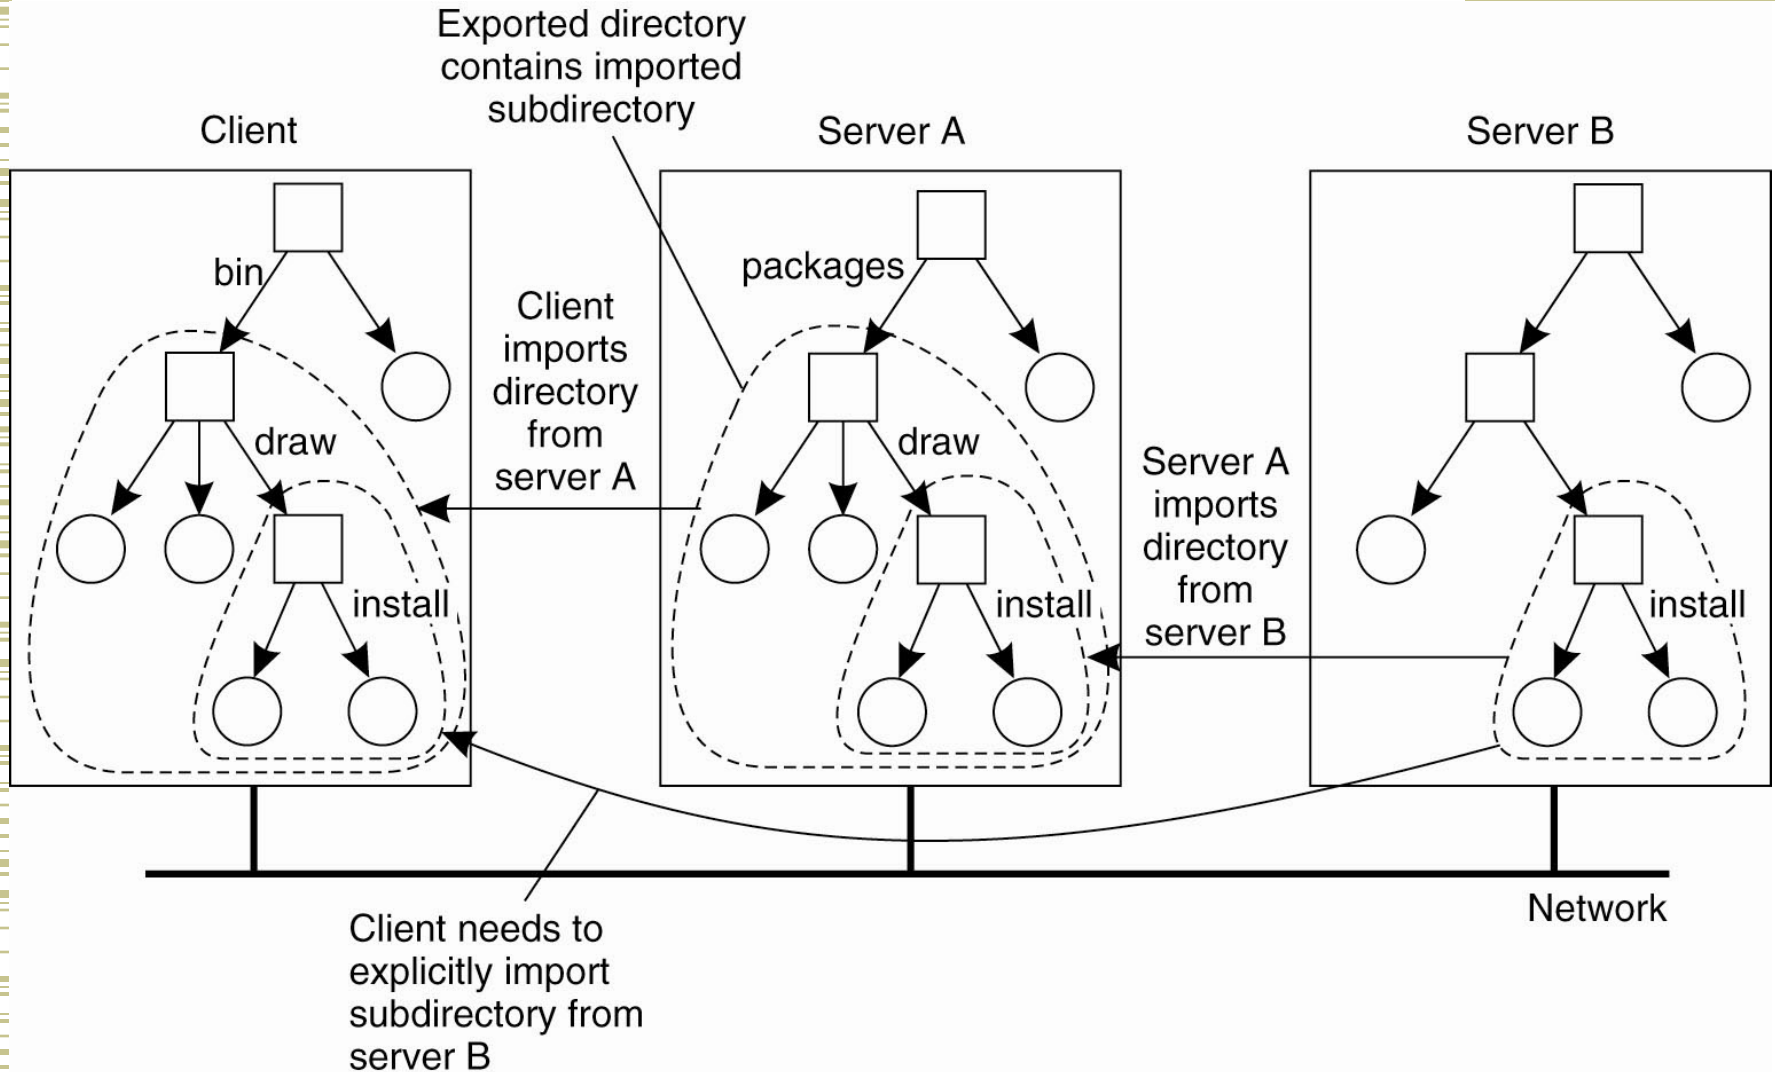 Exported directory
contains imported
subdirectory
Client
Server A
Server B
bin
packages
Client
imports
directory
from
server A
draw
draw
Server A
imports
directory
from
server B
install
install
install
Network
Client needs to
explicitly import
subdirectory from
server B